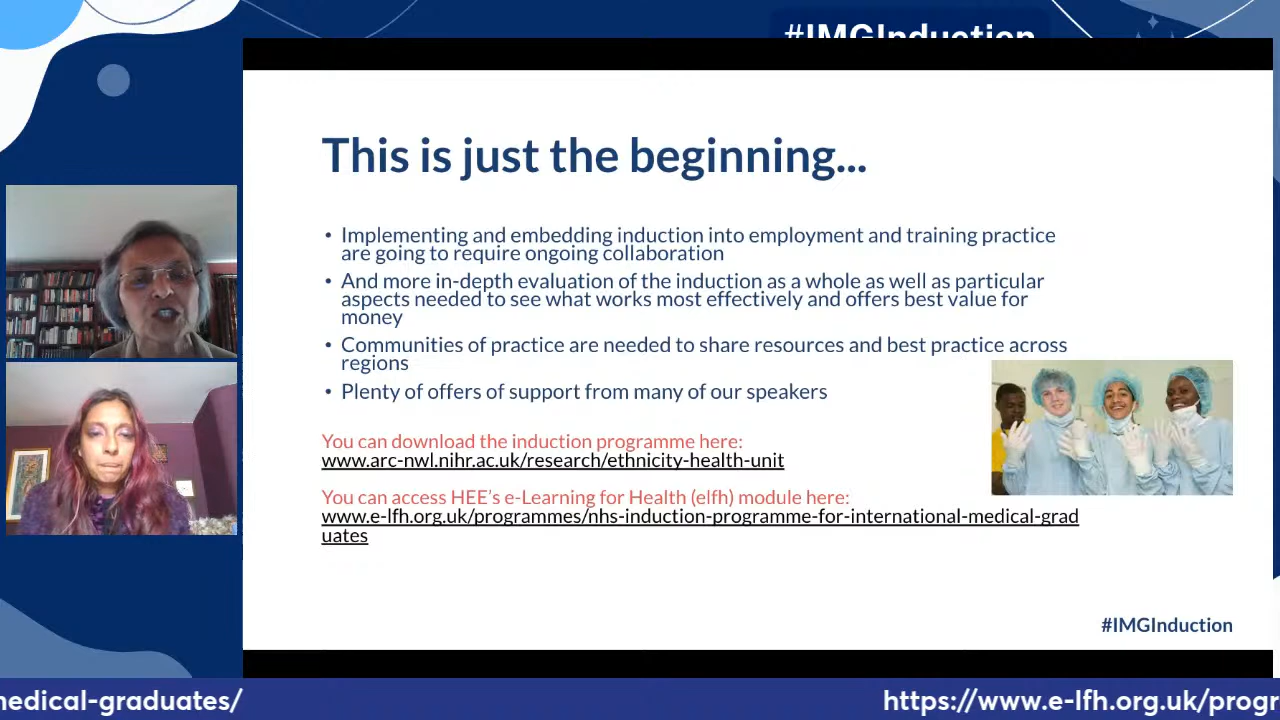 #IMGInduction
This is just the beginning...
• Implementing and embedding induction into employment and training practice
are going to require ongoing collaboration
• And more in-depth evaluation of the induction as a whole as well as particular
aspects needed to see what works most effectively and offers best value for
money
• Communities of practice are needed to share resources and best practice across
regions
• Plenty of offers of support from many of our speakers
You can download the induction programme here:
www.arc-nwl.nihr.ac.uk/research/ethnicity-health-unit
You can access HEE's e-Learning for Health (elfh) module here:
www.e-lfh.org.uk/programmes/nhs-induction-programme-for-international-medical-grad
uates
#IMGInduction
medical-graduates/ https://www.e-lfh.org.uk/progr